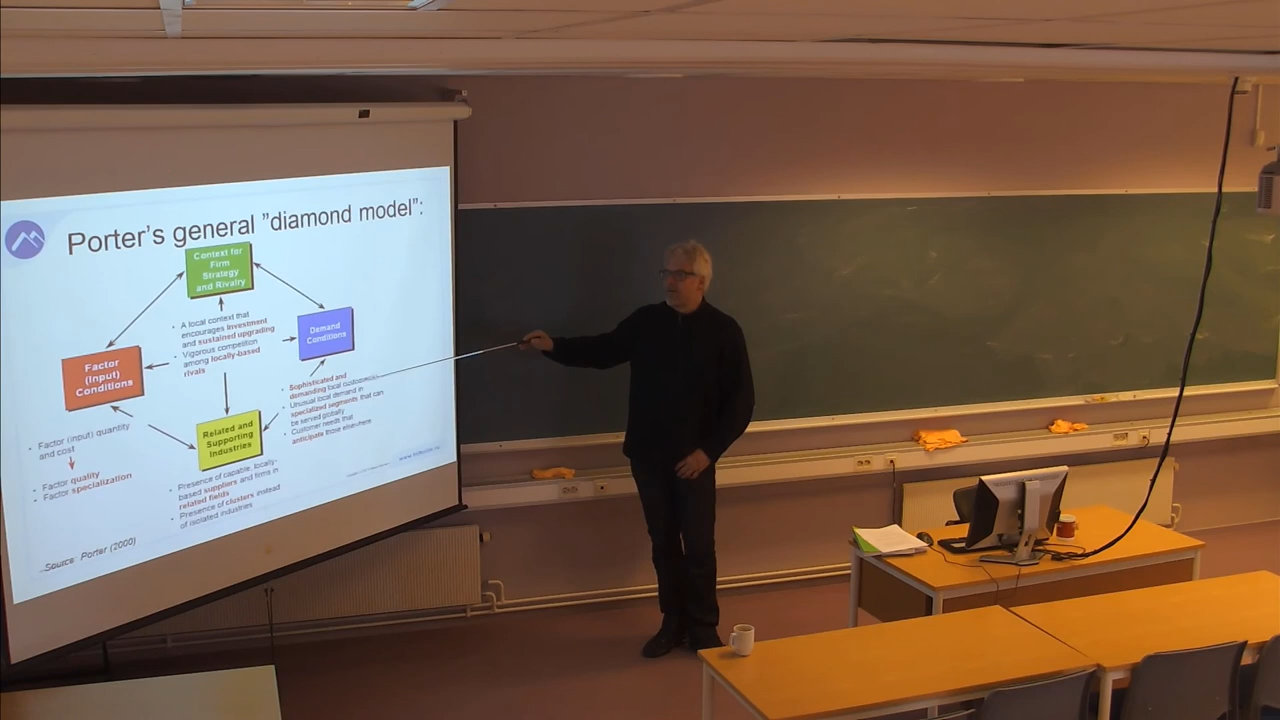 Porter's general "diamond model":
Context for
Firm
Strategy
and Rivalry
• A local context that
encourages investment
and sustained upgrading
• Vigorous competition
among locally-based
rivals
Demand
Conditions
Factor
(Input)
Conditions
• Sophisticated and
demanding local customers
• Unusual local demand in
specialized segments that can
be served globally
• Customer needs that
anticipate those elsewhere
Related and
Supporting
Industries
• Factor (input) quantity
and cost
• Factor quality
• Factor specialization
• Presence of capable, locally-
based suppliers and firms in
related fields
• Presence of clusters instead
of isolated industries
Source: Porter (2000)